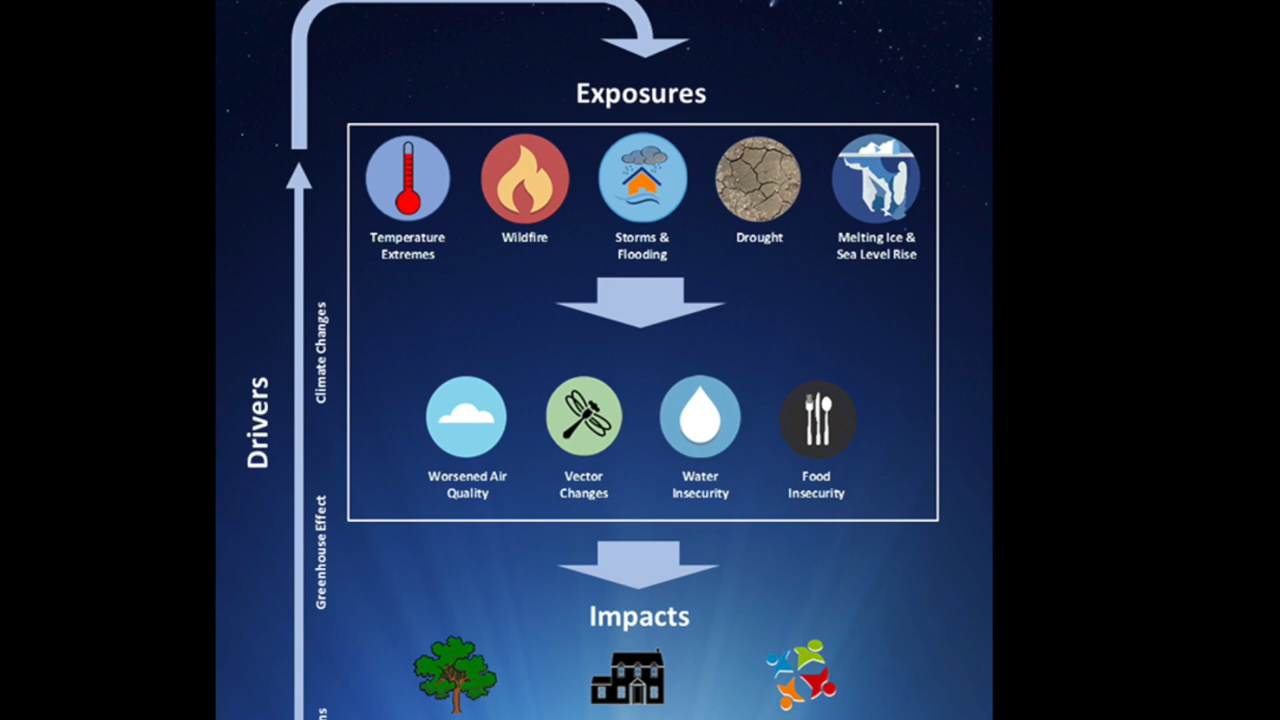 Exposures
Temperature
Extremes
Wildfire
Storms &
Flooding
Drought
Melting Ice &
Sea Level Rise
Worsened Air
Quality
Vector
Changes
Water
Insecurity
Food
Insecurity
Drivers
Climate Changes
Greenhouse Effect
Impacts